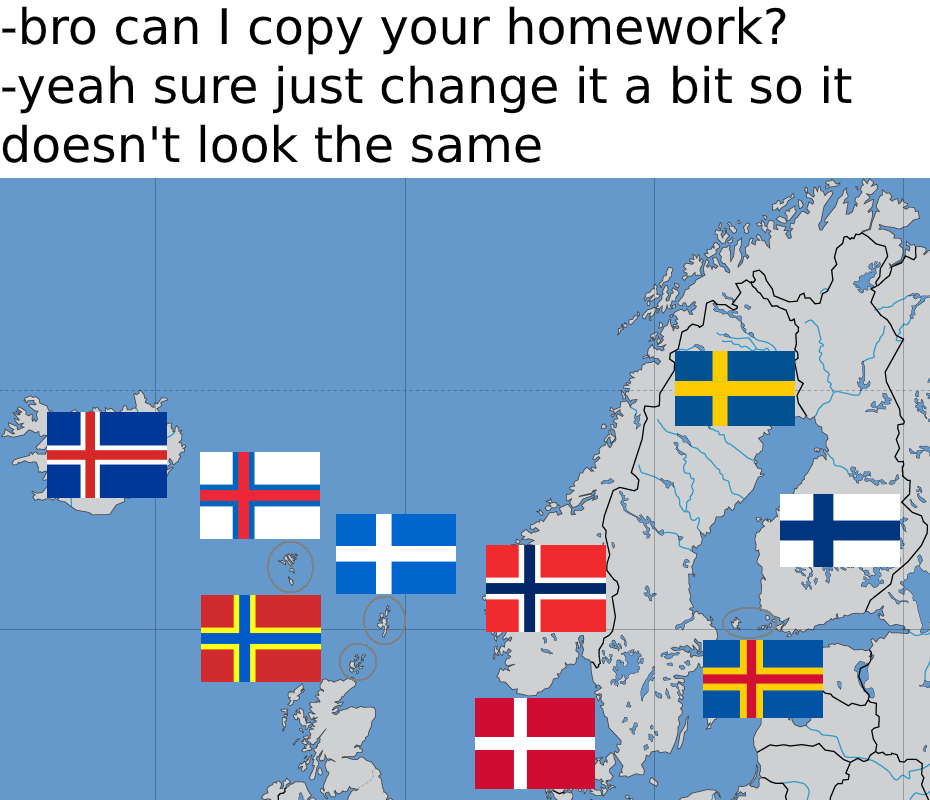 -bro can I copy your homework?
-yeah sure just change it a bit so it
doesn't look the same